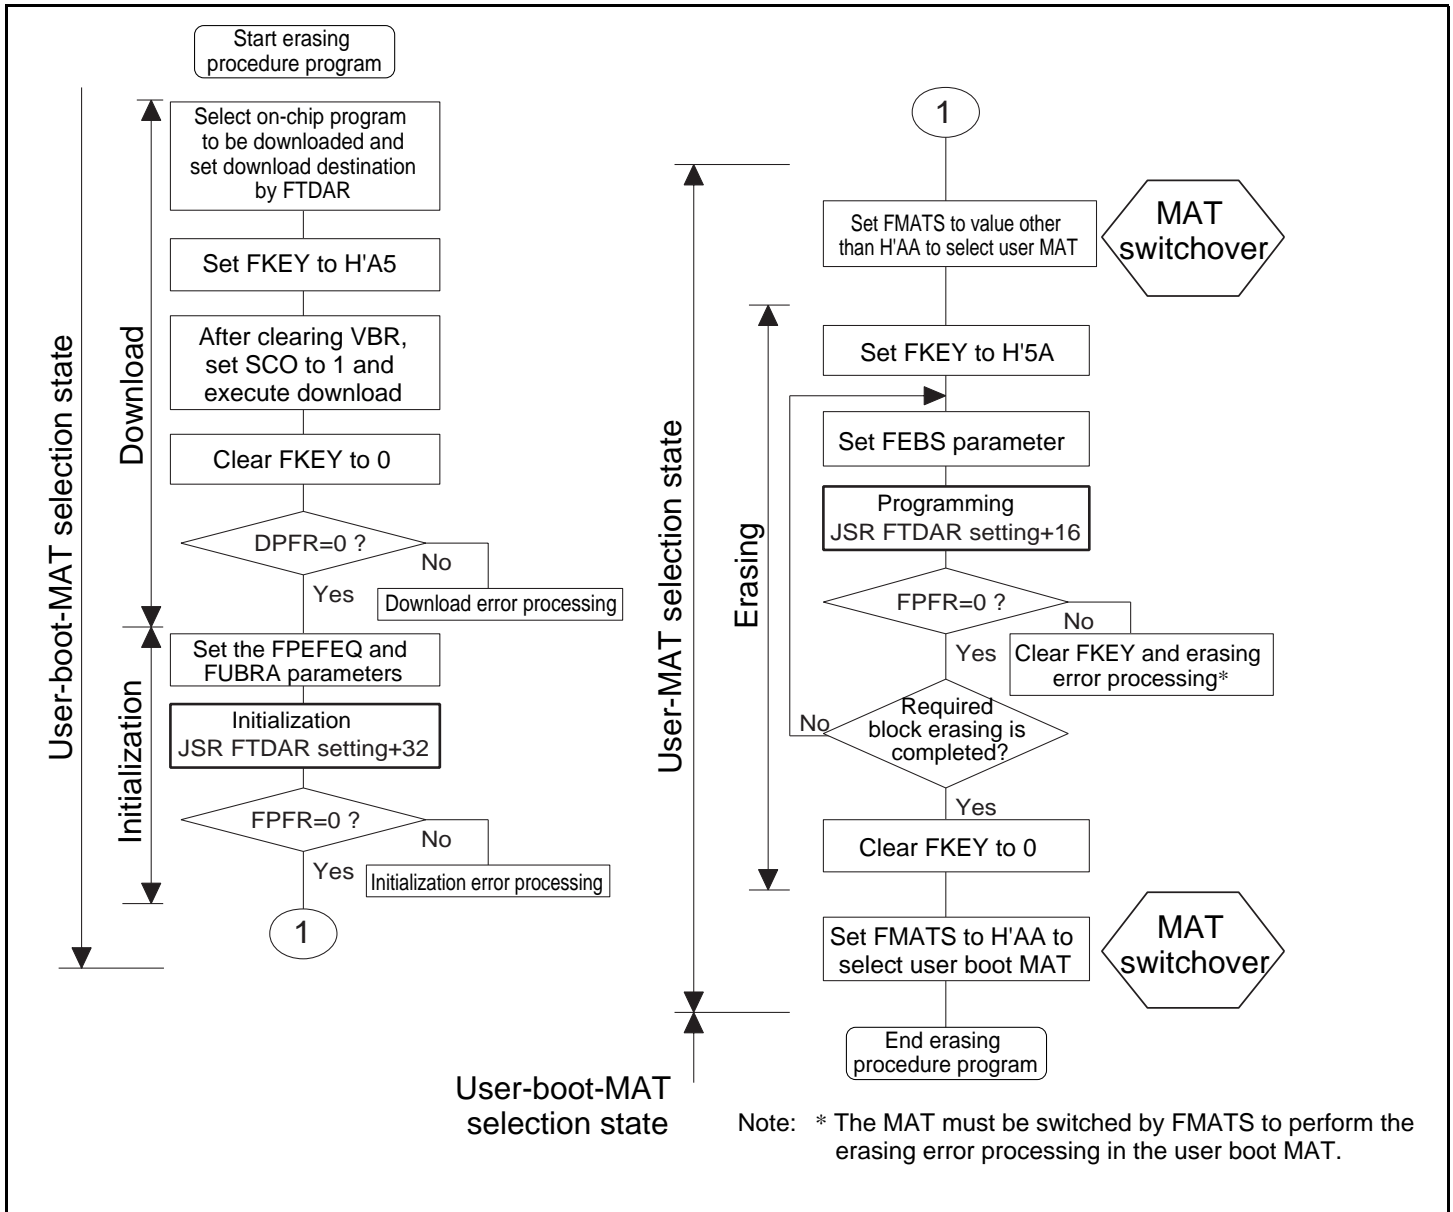 Start erasing
procedure program
Select on-chip program
to be downloaded and
set download destination
by FTDAR
Set FKEY to H'A5
After clearing VBR,
set SCO to 1 and
execute download
Clear FKEY to 0
DPFR=0 ?
No
Yes
Download error processing
Set the FPEFEQ and
FUBRA parameters
Initialization
JSR FTDAR setting+32
FPFR=0 ?
No
Yes
Initialization error processing
1
Download
Initialization
User-boot-MAT selection state
1
Set FMATS to value other
than H'AA to select user MAT
MAT
switchover
Set FKEY to H'5A
Set FEBS parameter
Programming
JSR FTDAR setting+16
FPFR=0 ?
No
Yes
Clear FKEY and erasing
error processing*
Required
block erasing is
completed?
No
Yes
Clear FKEY to 0
Set FMATS to H'AA to
select user boot MAT
MAT
switchover
End erasing
procedure program
Erasing
User-MAT selection state
User-boot-MAT
selection state
Note: * The MAT must be switched by FMATS to perform the
erasing error processing in the user boot MAT.